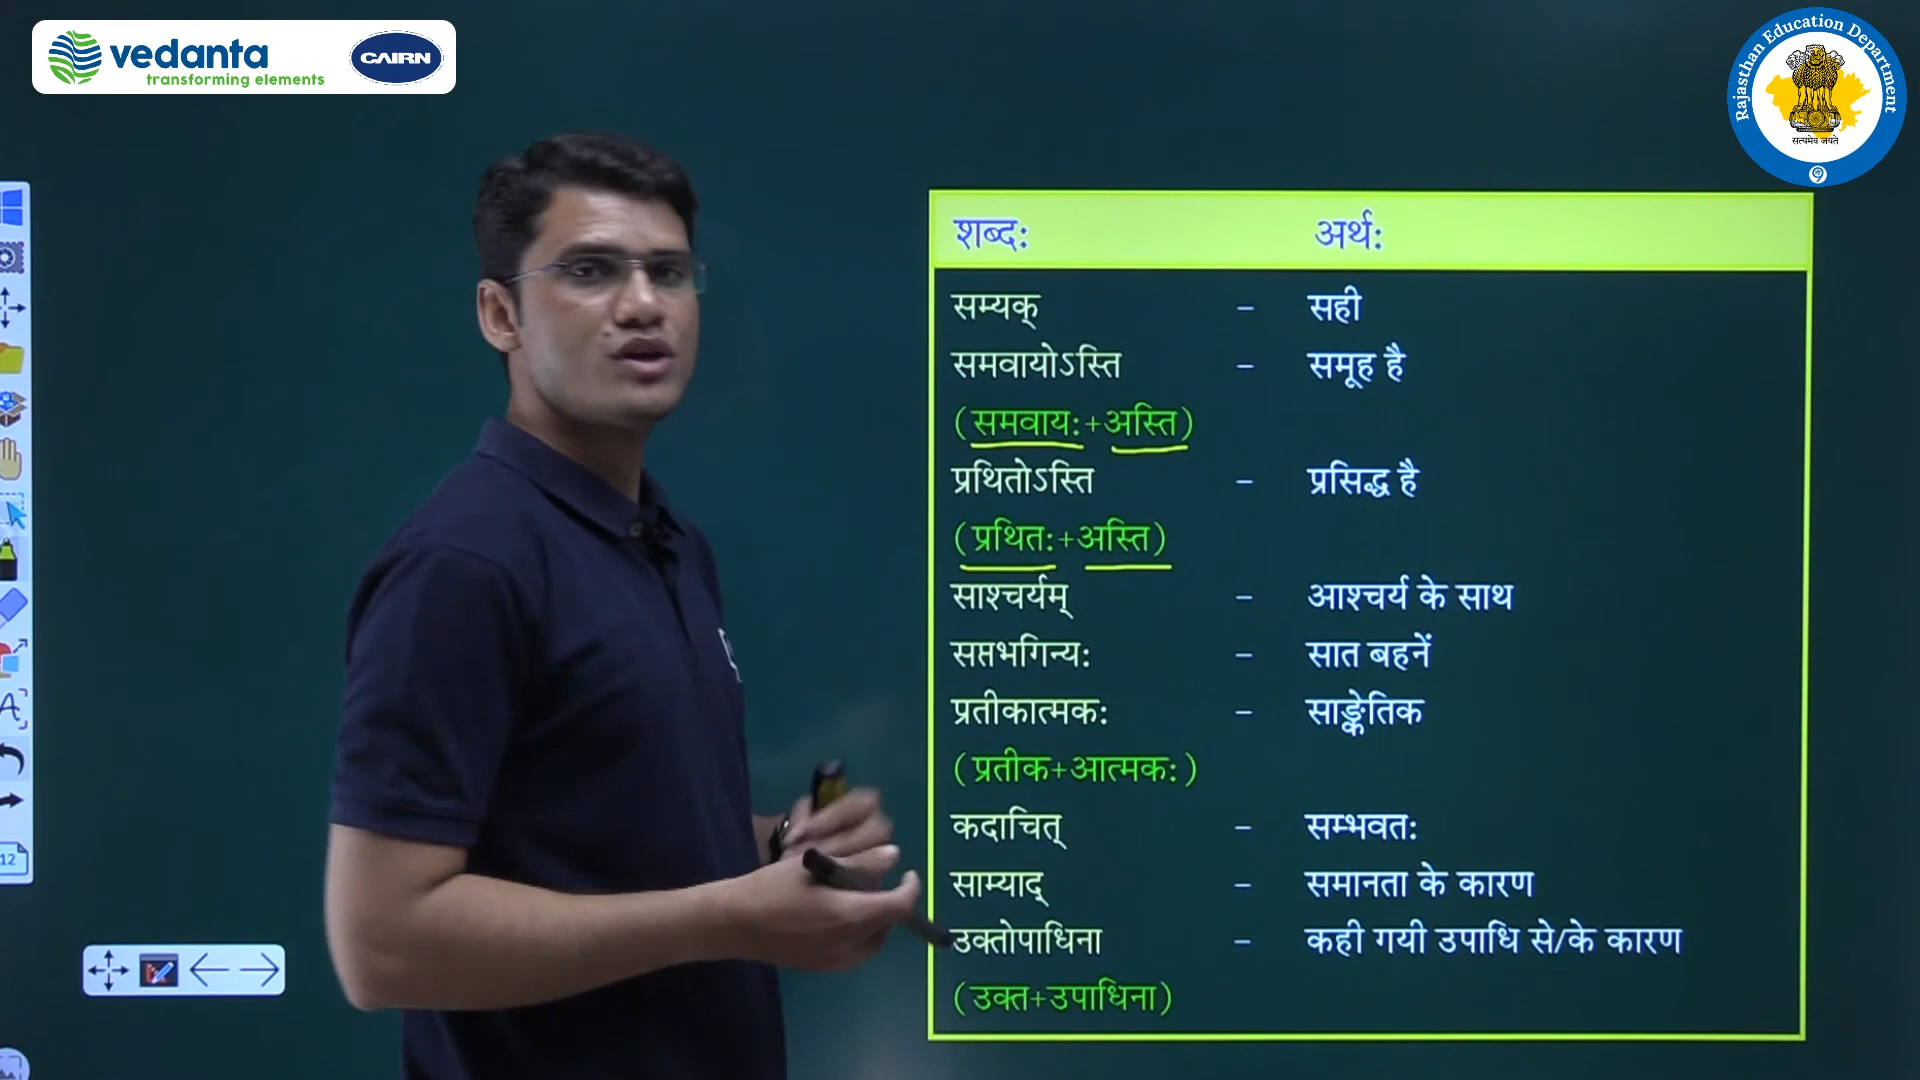 vedanta
transforming elements
CAIRN
Rajasthan Education Department
सत्यमेव जयते
शब्दः अर्थः
सम्यक् – सही
समवायोऽस्ति – समूह है
(समवायः+अस्ति)
प्रथितोऽस्ति – प्रसिद्ध है
(प्रथितः+अस्ति)
साश्चर्यम् – आश्चर्य के साथ
सप्तभगिन्यः – सात बहनें
प्रतीकात्मकः – साङ्केतिक
(प्रतीक+आत्मकः)
कदाचित् – सम्भवतः
साम्याद् – समानता के कारण
उक्तोपाधिना – कही गयी उपाधि से/के कारण
(उक्त+उपाधिना)
12